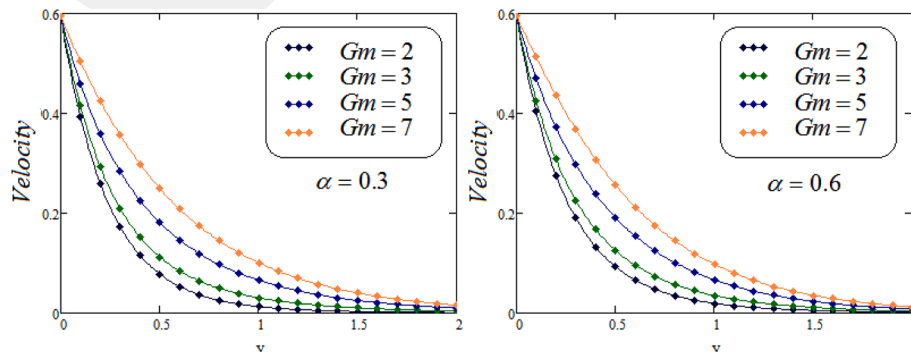 0.6
0.4
0.2
0
Velocity
Gm = 2
Gm = 3
Gm = 5
Gm = 7
α = 0.3
0
0.5
1
1.5
2
y
0.6
0.4
0.2
0
Velocity
Gm = 2
Gm = 3
Gm = 5
Gm = 7
α = 0.6
0
0.5
1
1.5
y